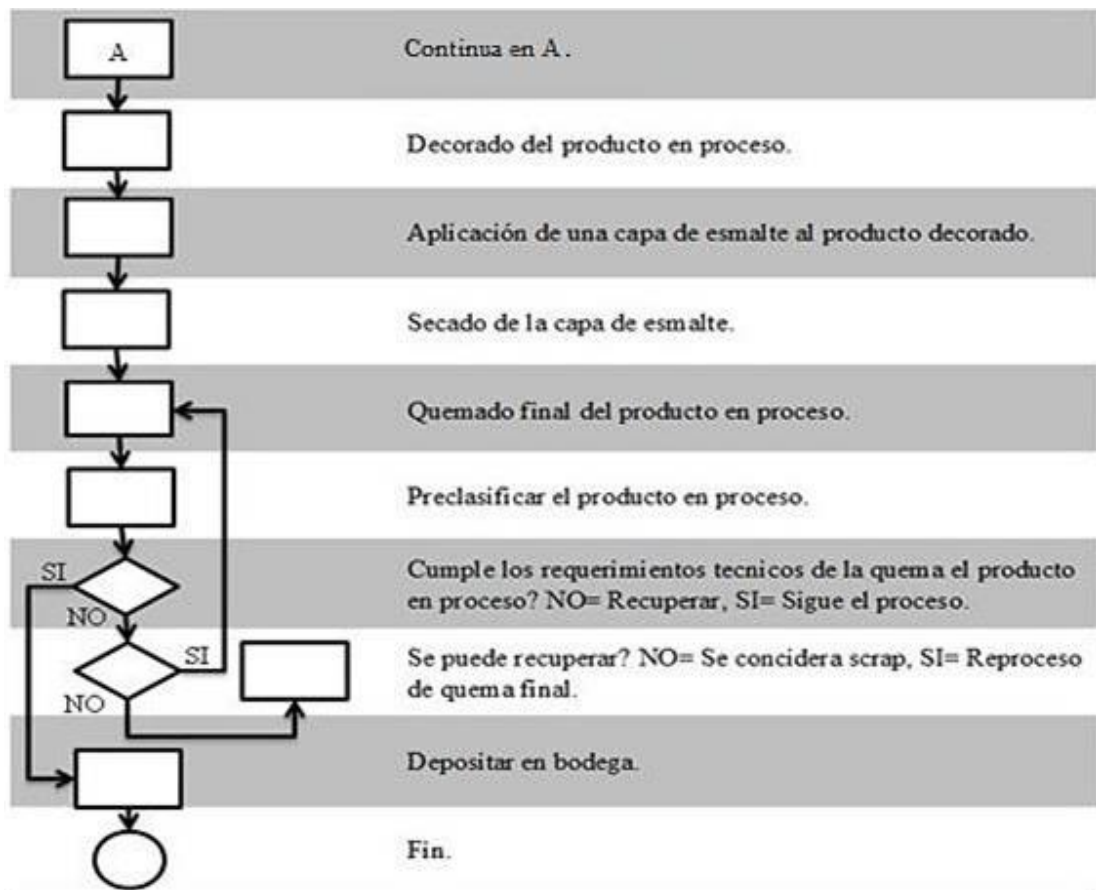 A
Continua en A.
Decorado del producto en proceso.
Aplicación de una capa de esmalte al producto decorado.
Secado de la capa de esmalte.
Quemado final del producto en proceso.
Preclasificar el producto en proceso.
SI
NO
Cumple los requerimientos tecnicos de la quema el producto
en proceso? NO= Recuperar, SI= Sigue el proceso.
SI
NO
Se puede recuperar? NO= Se concidera scrap, SI= Reproceso
de quema final.
Depositar en bodega.
Fin.